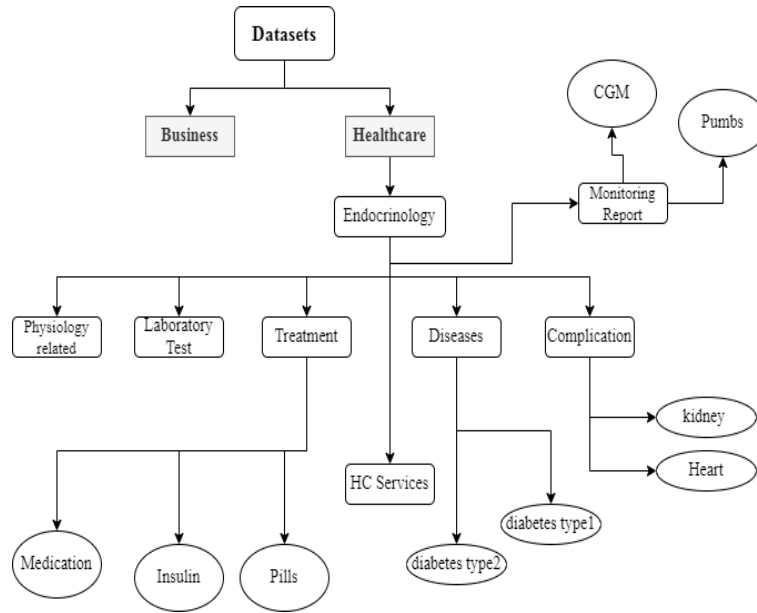 Datasets
CGM
Pumbs
Business
Healthcare
Monitoring
Report
Endocrinology
Physiology
related
Laboratory
Test
Treatment
Diseases
Complication
kidney
Heart
HC Services
diabetes type1
Medication
Insulin
Pills
diabetes type2